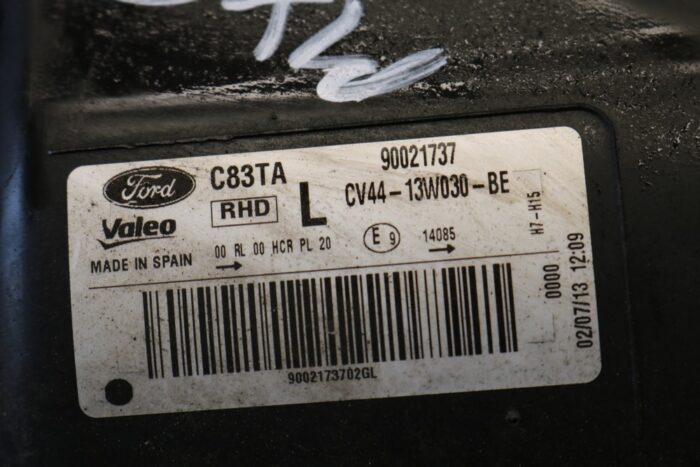 Ford
C83TA
90021737
Valeo
RHD
L
CV44-13W030-BE
H7-H15
MADE IN SPAIN
00 RL 00 HCR PL 20
E 9
14085
0000
02/07/13 12:09
9002173702GL